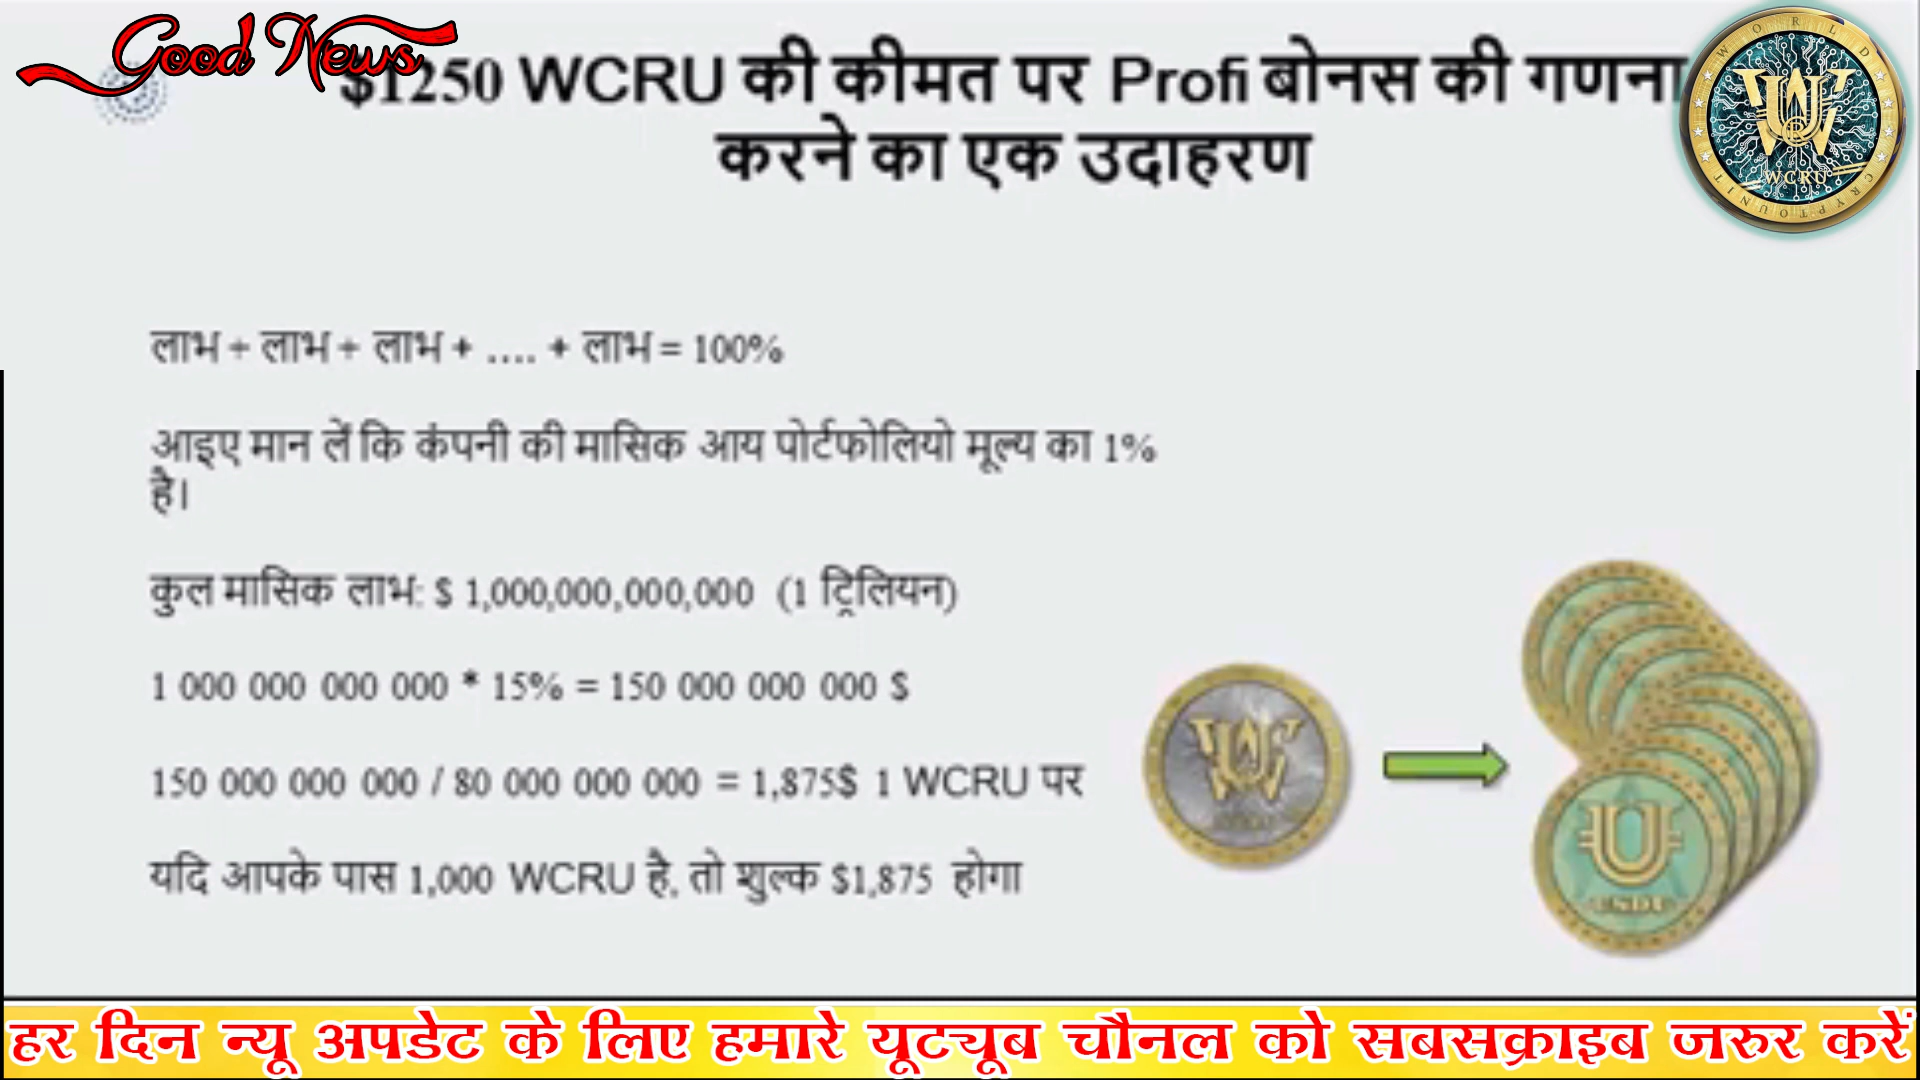 Good News
$1250 WCRU की कीमत पर Profi बोनस की गणना
करने का एक उदाहरण
WORLD
WCRU
CRYPTOUNIT
लाभ + लाभ + लाभ + .... + लाभ = 100%
आइए मान लें कि कंपनी की मासिक आय पोर्टफोलियो मूल्य का 1%
है।
कुल मासिक लाभ: $ 1,000,000,000,000 (1 ट्रिलियन)
1 000 000 000 000 * 15% = 150 000 000 000 $
150 000 000 000 / 80 000 000 000 = 1,875$ 1 WCRU पर
यदि आपके पास 1,000 WCRU है, तो शुल्क $1,875 होगा
हर दिन न्यू अपडेट के लिए हमारे यूट्यूब चौनल को सबसक्राइब जरुर करें